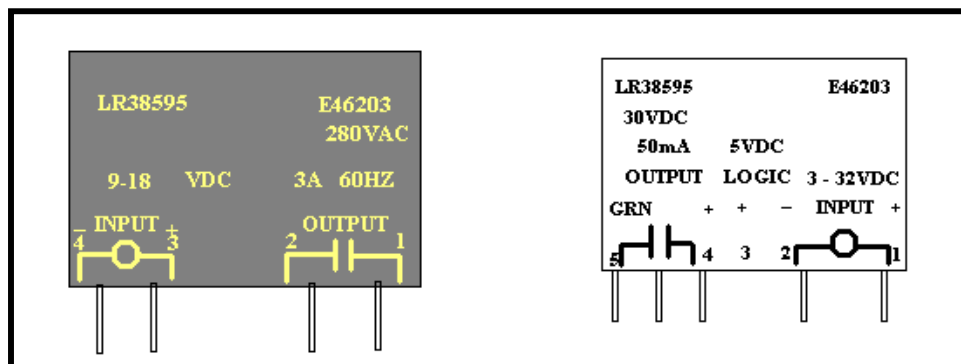 LR38595 E46203
280VAC
9-18 VDC 3A 60HZ
− INPUT + OUTPUT
4 3 2 1
LR38595 E46203
30VDC
50mA 5VDC
OUTPUT LOGIC 3 - 32VDC
GRN + + − INPUT +
5 4 3 2 1